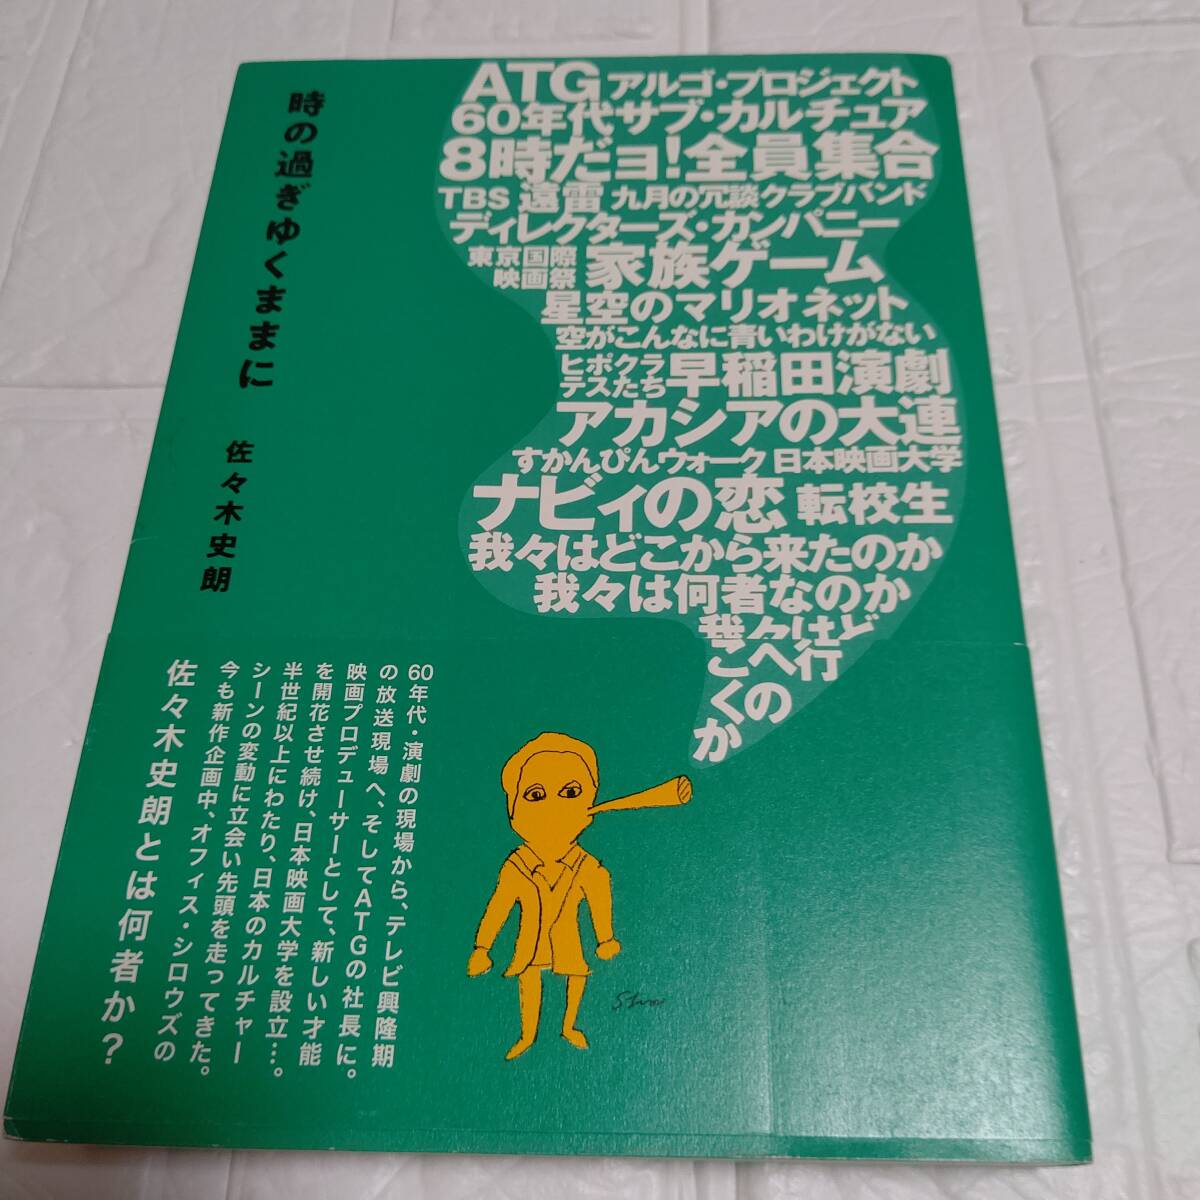 時の過ぎゆくままに
佐々木史朗
ATG アルゴ・プロジェクト
60年代サブ・カルチュア
8時だョ!全員集合
TBS 遠雷 九月の冗談クラブバンド
ディレクターズ・カンパニー
東京国際映画祭 家族ゲーム
星空のマリオネット
空がこんなに青いわけがない
ヒポクラテスたち 早稲田演劇
アカシアの大連
すかんぴんウォーク 日本映画大学
ナビィの恋 転校生
我々はどこから来たのか
我々は何者なのか
我々はど
こへ行
くの
か
60年代・演劇の現場から、テレビ興隆期
の放送現場へ、そしてATGの社長に。
映画プロデューサーとして、新しい才能
を開花させ続け、日本映画大学を設立…。
半世紀以上にわたり、日本のカルチャー
シーンの変動に立会い先頭を走ってきた。
今も新作企画中、オフィス・シロウズの
佐々木史朗とは何者か?